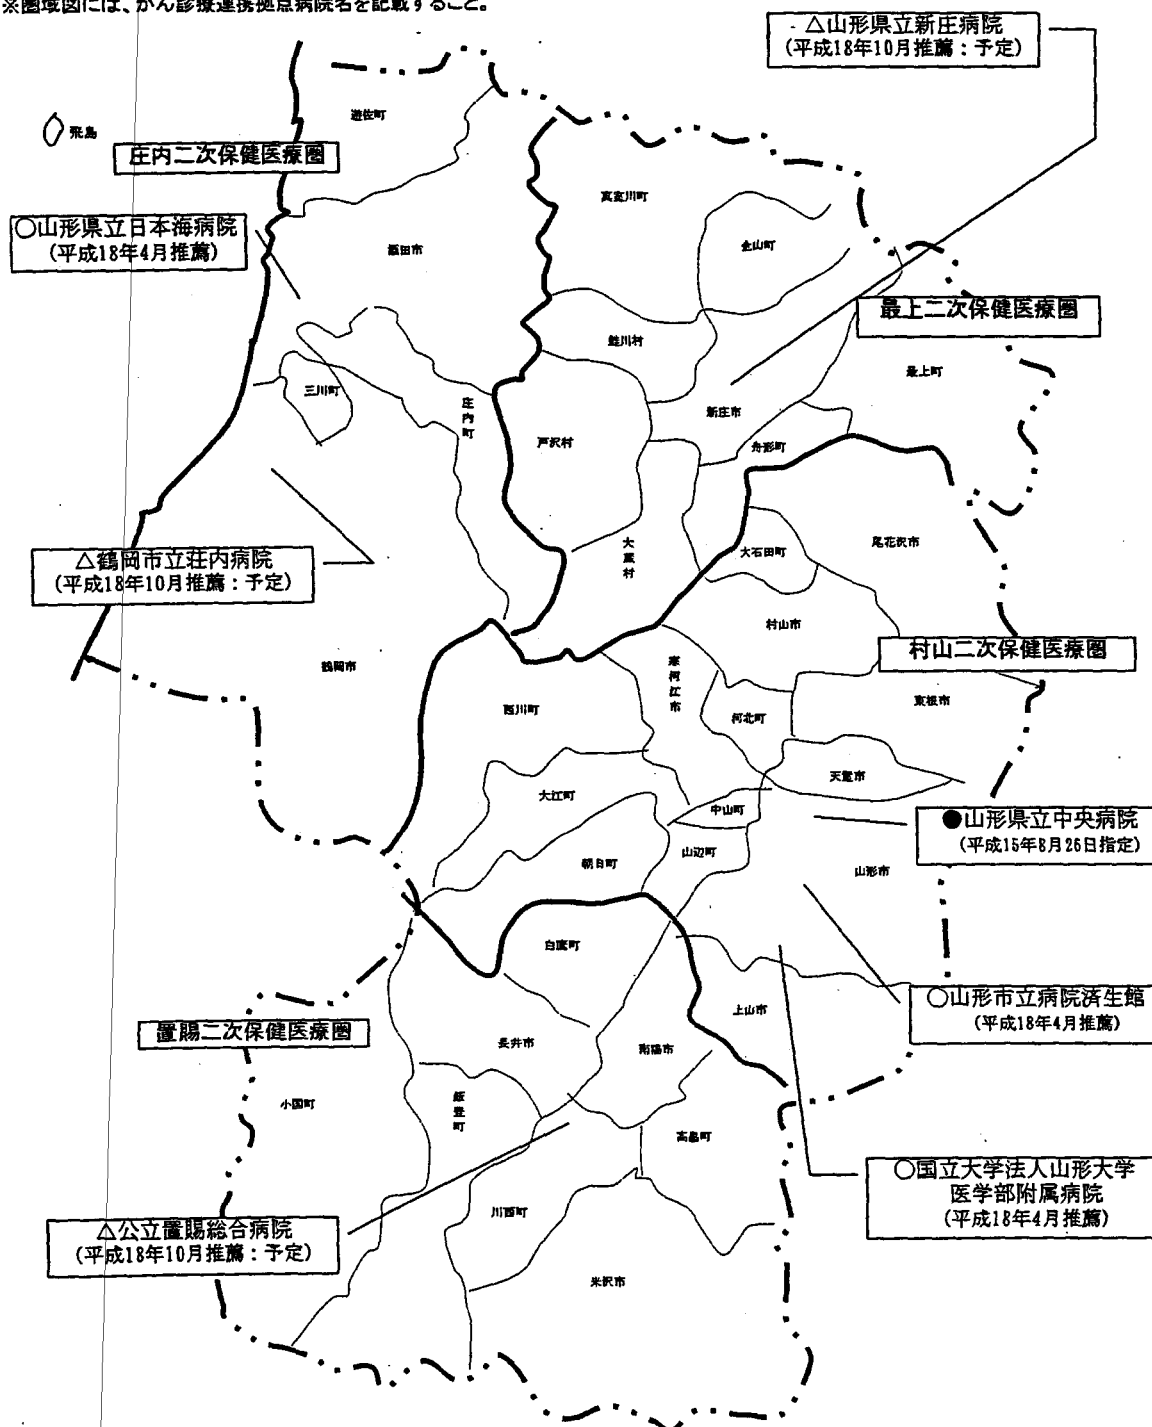 ※圏域図には、がん診療連携拠点病院名を記載すること。
△山形県立新庄病院
(平成18年10月推薦：予定)
遊佐町
飛島
庄内二次保健医療圏
真室川町
○山形県立日本海病院
(平成18年4月推薦)
酒田市
金山町
最上二次保健医療圏
鮭川村
最上町
三川町
庄内町
新庄市
戸沢村
舟形町
大蔵村
大石田町
尾花沢市
△鶴岡市立荘内病院
(平成18年10月推薦：予定)
村山市
村山二次保健医療圏
鶴岡市
寒河江市
西川町
河北町
東根市
天童市
大江町
中山町
●山形県立中央病院
(平成15年8月26日指定)
山辺町
朝日町
山形市
白鷹町
○山形市立病院済生館
(平成18年4月推薦)
上山市
置賜二次保健医療圏
長井市
南陽市
小国町
飯豊町
高畠町
○国立大学法人山形大学
医学部附属病院
(平成18年4月推薦)
川西町
△公立置賜総合病院
(平成18年10月推薦：予定)
米沢市